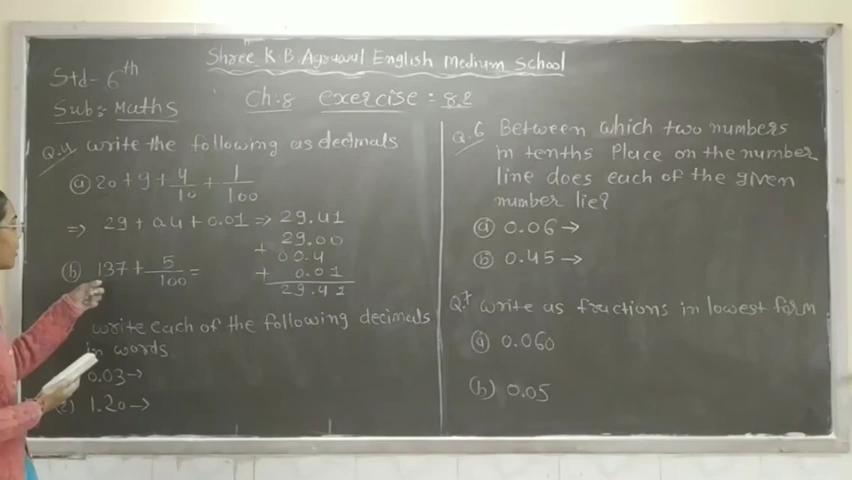 Shree K.B. Agrawal English Medium School
Std- 6th
Sub:- Maths
Ch:8 exercise = 8.2
Q.4 write the following as decimals
(a) 20 + 9 + 4/10 + 1/100
=> 29 + 0.4 + 0.01 => 29.41
29.00
+ 00.4
+ 0.01
29.41
(b) 137 + 5/100 =
write each of the following decimals
in words
0.03→
1.20→
Q.6 Between which two numbers
in tenths Place on the number
line does each of the given
number lie?
(a) 0.06→
(b) 0.45→
Q.7 write as fractions in lowest form
(a) 0.060
(b) 0.05